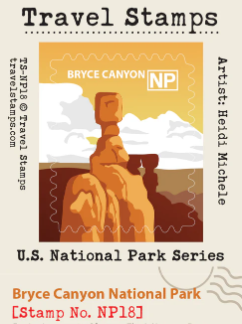 Travel Stamps
BRYCE CANYON NP
TS-NP18 © Travel Stamps
travelstamps.com
Artist: Heidi Michele
U.S. National Park Series
Bryce Canyon National Park
[Stamp No. NP18]